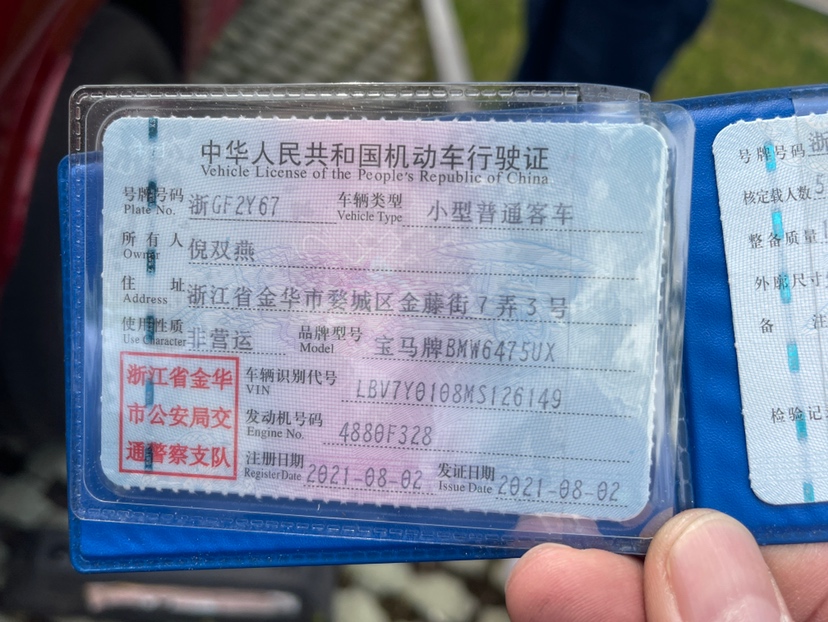 中华人民共和国机动车行驶证
Vehicle License of the People's Republic of China
号牌号码 浙GF2Y67 车辆类型 小型普通客车
Plate No. Vehicle Type
所有人 倪双燕
Owner
住址 浙江省金华市婺城区金藤街7弄3号
Address
使用性质 非营运 品牌型号 宝马牌BMW6475UX
Use Character Model
浙江省金华
市公安局交
通警察支队
车辆识别代号 LBV7Y0108MS126149
VIN
发动机号码 4880F328
Engine No.
注册日期 2021-08-02 发证日期 2021-08-02
Register Date Issue Date
号牌号码 浙
核定载人数 5
整备质量
外廓尺寸
备 注
检验记